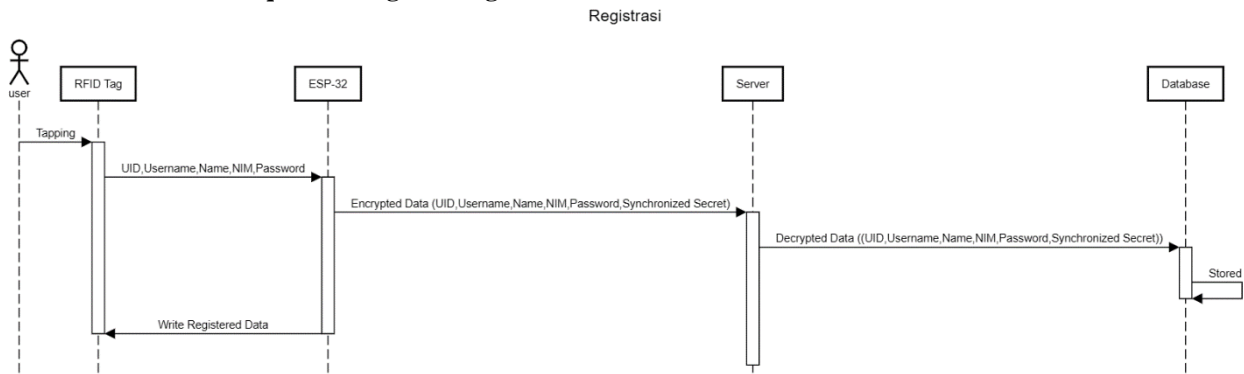 Registrasi
user
RFID Tag
ESP-32
Server
Database
Tapping
UID,Username,Name,NIM,Password
Encrypted Data (UID,Username,Name,NIM,Password,Synchronized Secret)
Decrypted Data ((UID,Username,Name,NIM,Password,Synchronized Secret))
Stored
Write Registered Data